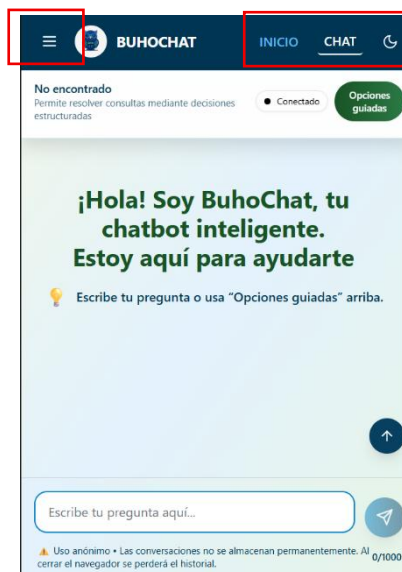 BUHOCHAT INICIO CHAT
No encontrado
Permite resolver consultas mediante decisiones
estructuradas
Conectado
Opciones
guiadas
¡Hola! Soy BuhoChat, tu
chatbot inteligente.
Estoy aquí para ayudarte
Escribe tu pregunta o usa “Opciones guiadas” arriba.
Escribe tu pregunta aquí...
Uso anónimo • Las conversaciones no se almacenan permanentemente. Al
cerrar el navegador se perderá el historial.
0/1000